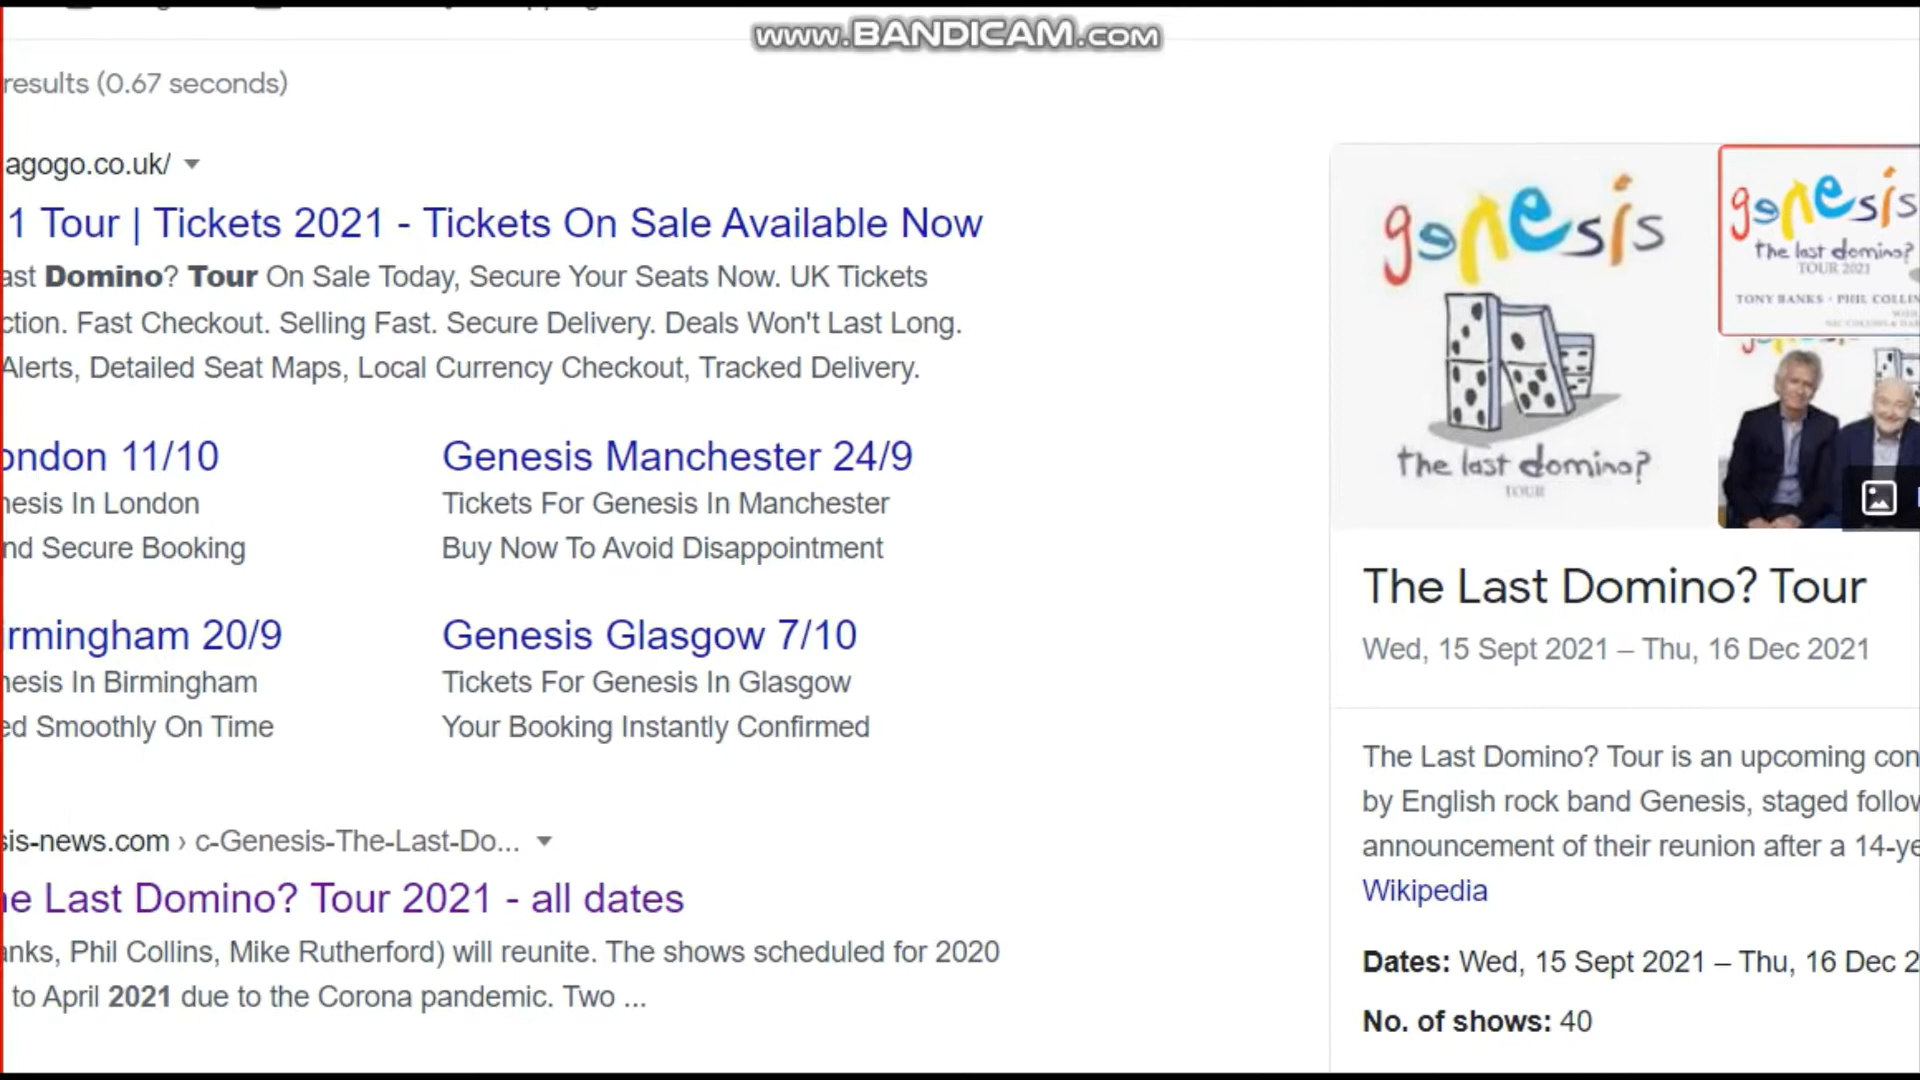 www.BANDICAM.com
results (0.67 seconds)
agogo.co.uk/
1 Tour | Tickets 2021 - Tickets On Sale Available Now
ast Domino? Tour On Sale Today, Secure Your Seats Now. UK Tickets
ction. Fast Checkout. Selling Fast. Secure Delivery. Deals Won't Last Long.
Alerts, Detailed Seat Maps, Local Currency Checkout, Tracked Delivery.
ondon 11/10
nesis In London
nd Secure Booking
Genesis Manchester 24/9
Tickets For Genesis In Manchester
Buy Now To Avoid Disappointment
rmingham 20/9
nesis In Birmingham
ed Smoothly On Time
Genesis Glasgow 7/10
Tickets For Genesis In Glasgow
Your Booking Instantly Confirmed
sis-news.com › c-Genesis-The-Last-Do...
he Last Domino? Tour 2021 - all dates
anks, Phil Collins, Mike Rutherford) will reunite. The shows scheduled for 2020
to April 2021 due to the Corona pandemic. Two ...
genesis
the last domino?
TOUR
genesis
the last domino?
TOUR 2021
TONY BANKS · PHIL COLLIN
The Last Domino? Tour
Wed, 15 Sept 2021 – Thu, 16 Dec 2021
The Last Domino? Tour is an upcoming con
by English rock band Genesis, staged follow
announcement of their reunion after a 14-ye
Wikipedia
Dates: Wed, 15 Sept 2021 – Thu, 16 Dec 2
No. of shows: 40